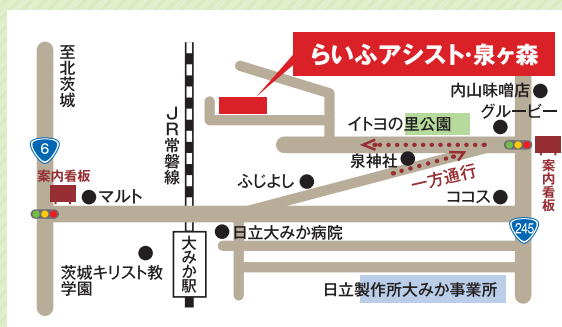 至北茨城
6
案内看板
マルト
茨城キリスト教
学園
JR常磐線
大みか駅
らいふアシスト・泉ヶ森
内山味噌店
グルービー
イトヨの里公園
泉神社
一方通行
ふじよし
ココス
案内看板
245
日立大みか病院
日立製作所大みか事業所